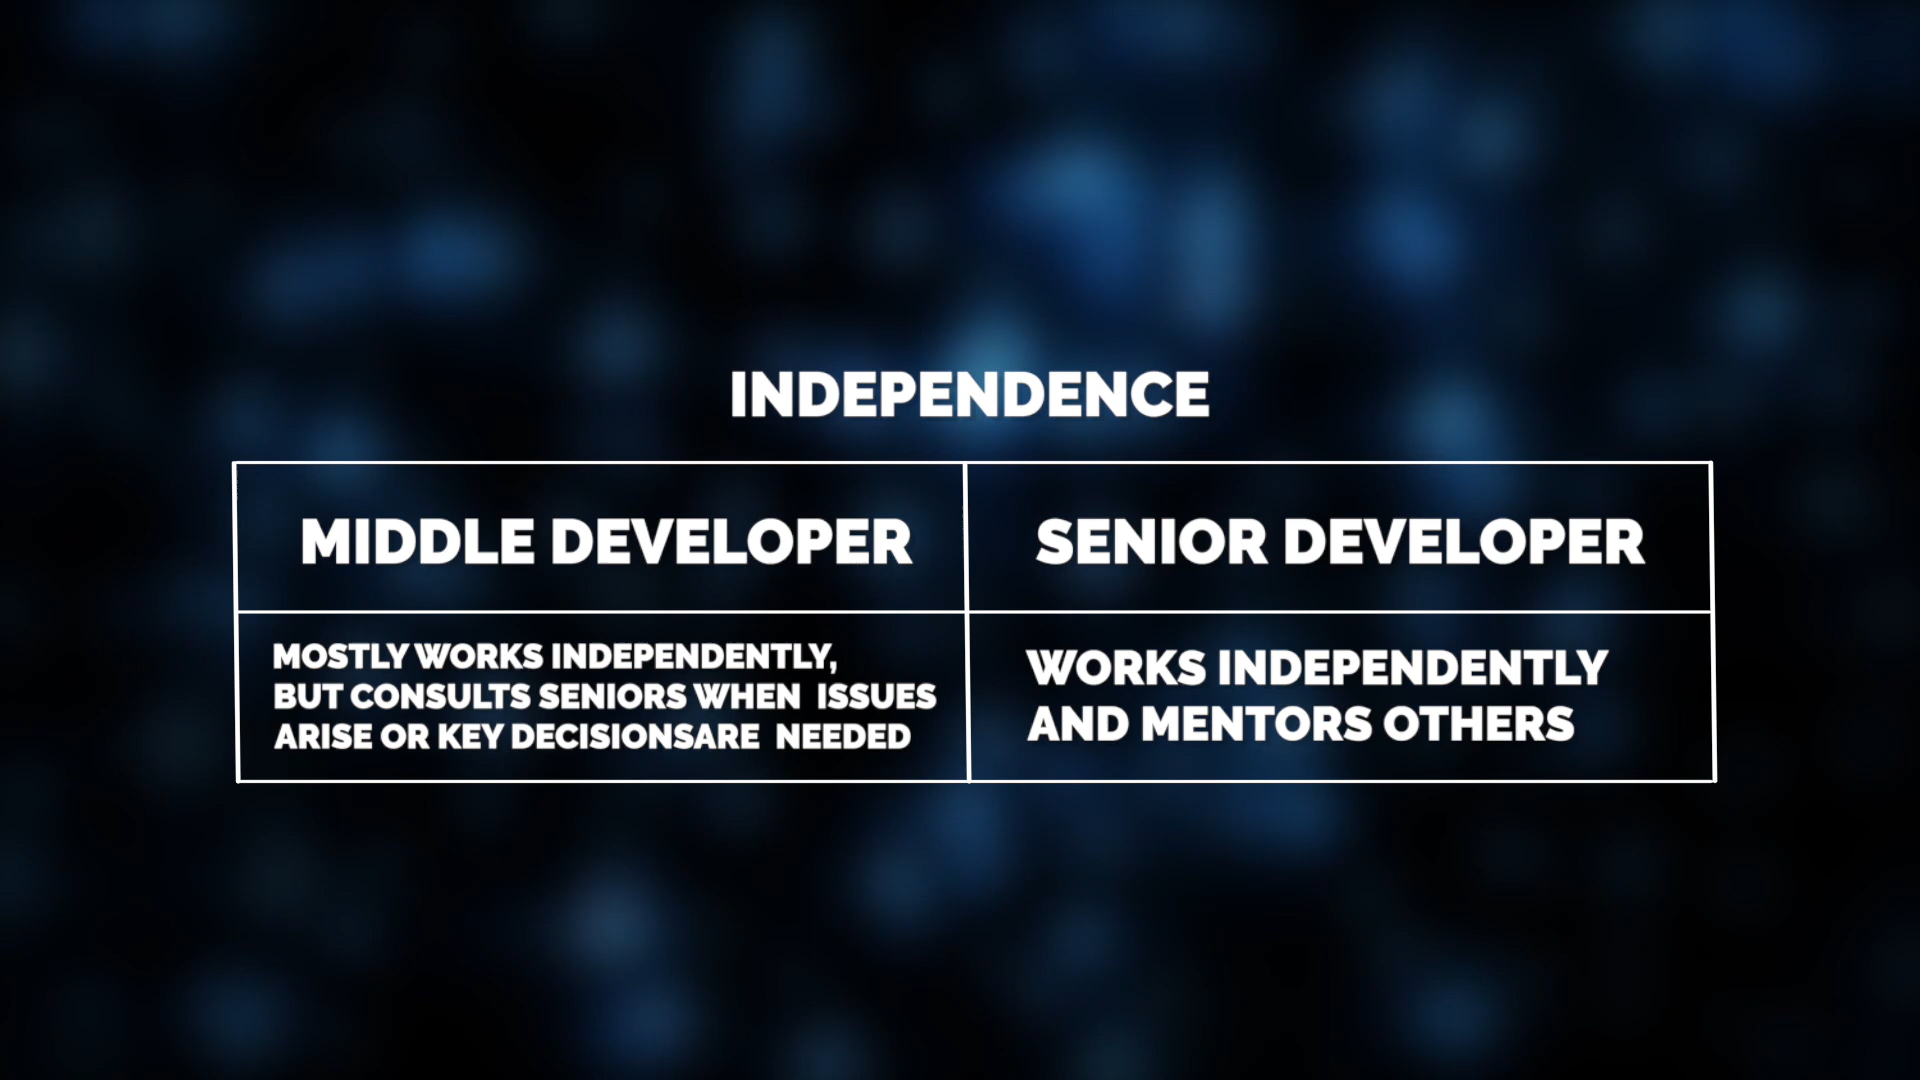 INDEPENDENCE
MIDDLE DEVELOPER
SENIOR DEVELOPER
MOSTLY WORKS INDEPENDENTLY,
BUT CONSULTS SENIORS WHEN ISSUES
ARISE OR KEY DECISIONSARE NEEDED
WORKS INDEPENDENTLY
AND MENTORS OTHERS